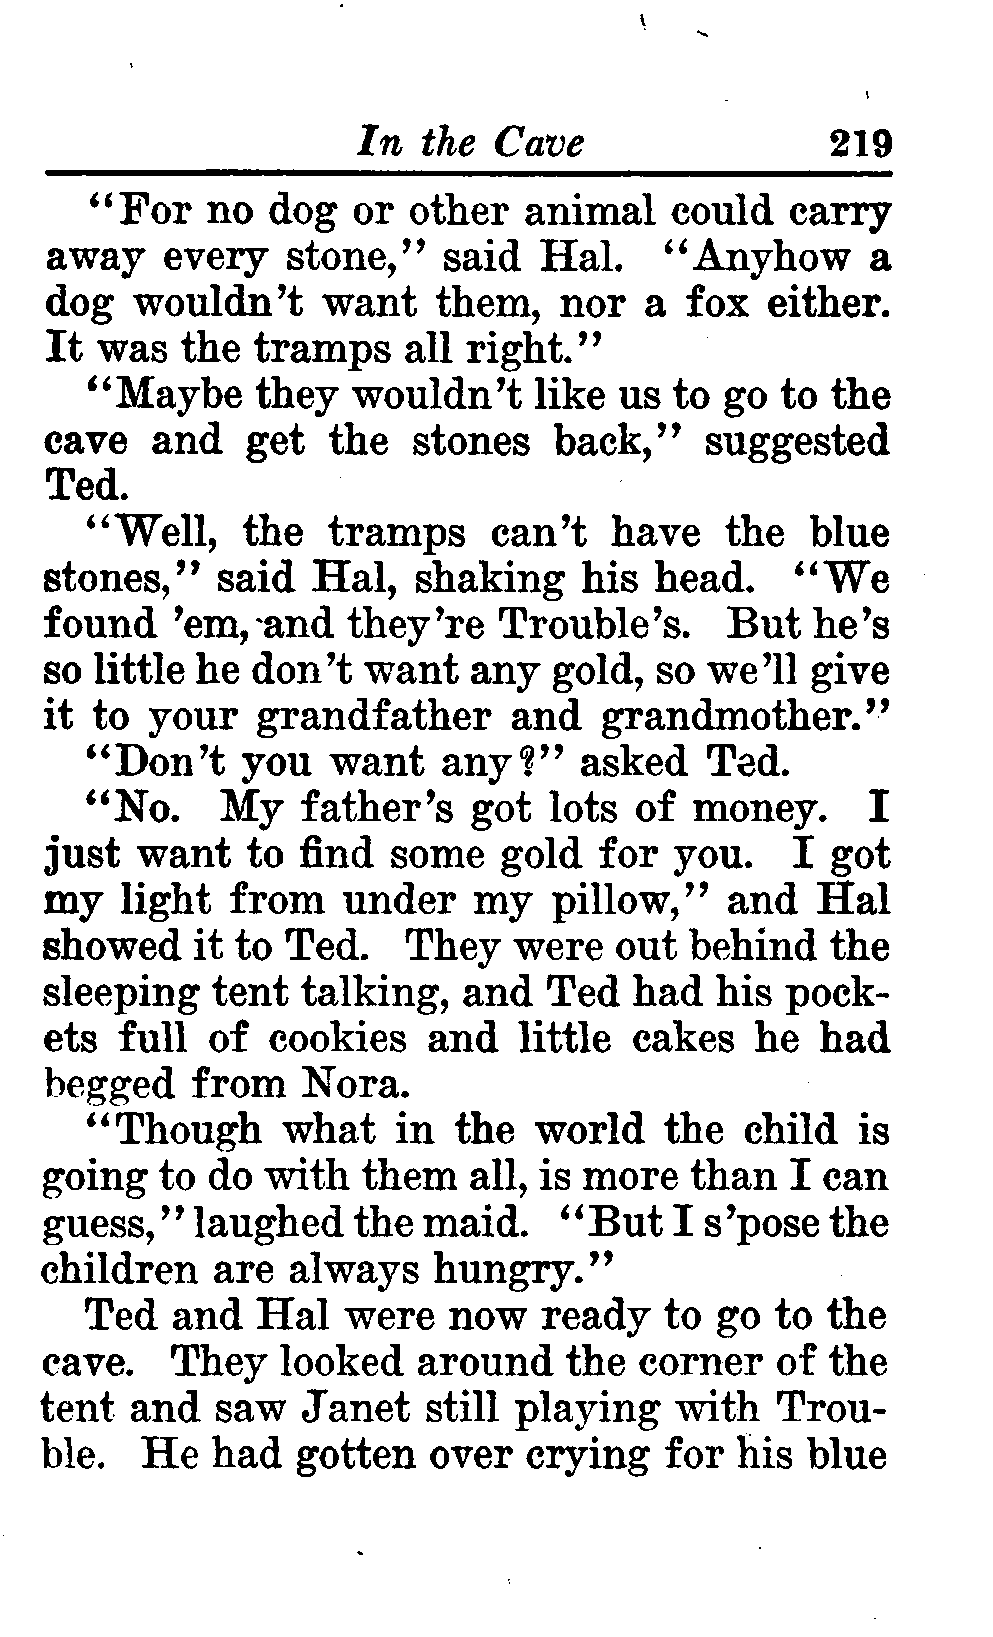 In the Cave 219
“For no dog or other animal could carry
away every stone,” said Hal. “Anyhow a
dog wouldn’t want them, nor a fox either.
It was the tramps all right.”
“Maybe they wouldn’t like us to go to the
cave and get the stones back,” suggested
Ted.
“Well, the tramps can’t have the blue
stones,” said Hal, shaking his head. “We
found ’em, and they’re Trouble’s. But he’s
so little he don’t want any gold, so we’ll give
it to your grandfather and grandmother.”
“Don’t you want any?” asked Ted.
“No. My father’s got lots of money. I
just want to find some gold for you. I got
my light from under my pillow,” and Hal
showed it to Ted. They were out behind the
sleeping tent talking, and Ted had his pock-
ets full of cookies and little cakes he had
begged from Nora.
“Though what in the world the child is
going to do with them all, is more than I can
guess,” laughed the maid. “But I s’pose the
children are always hungry.”
Ted and Hal were now ready to go to the
cave. They looked around the corner of the
tent and saw Janet still playing with Trou-
ble. He had gotten over crying for his blue